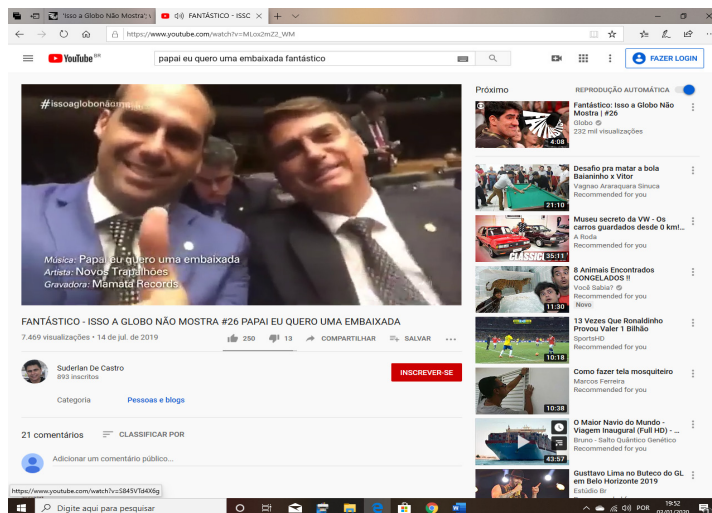 'Isso a Globo Não Mostra': v
FANTÁSTICO - ISSC
https://www.youtube.com/watch?v=MLox2mZ2_WM
YouTube BR
papai eu quero uma embaixada fantástico
FAZER LOGIN
Música: Papai eu quero uma embaixada
Artista: Novos Trapalhões
Gravadora: Mamata Records
FANTÁSTICO - ISSO A GLOBO NÃO MOSTRA #26 PAPAI EU QUERO UMA EMBAIXADA
7.469 visualizações • 14 de jul. de 2019
250
13
COMPARTILHAR
SALVAR
Suderlan De Castro
893 inscritos
INSCREVER-SE
Categoria
Pessoas e blogs
21 comentários
CLASSIFICAR POR
Adicionar um comentário público...
Próximo
REPRODUÇÃO AUTOMÁTICA
Fantástico: Isso a Globo Não
Mostra | #26
Globo
232 mil visualizações
4:08
Desafio pra matar a bola
Baianinho x Vitor
Vagnao Araraquara Sinuca
Recommended for you
21:10
Museu secreto da VW - Os
carros guardados desde 0 km!...
A Roda
Recommended for you
35:11
8 Animais Encontrados
CONGELADOS !!
Você Sabia?
Recommended for you
Novo
11:30
13 Vezes Que Ronaldinho
Provou Valer 1 Bilhão
SportsHD
Recommended for you
10:18
Como fazer tela mosquiteiro
Marcos Ferreira
Recommended for you
10:38
O Maior Navio do Mundo -
Viagem Inaugural (Full HD) - ...
Bruno - Salto Quântico Genético
Recommended for you
43:57
Gusttavo Lima no Buteco do GL
em Belo Horizonte 2019
Estúdio Br
https://www.youtube.com/watch?v=S845VTd4X6g
Digite aqui para pesquisar
POR
19:52
02/01/2020